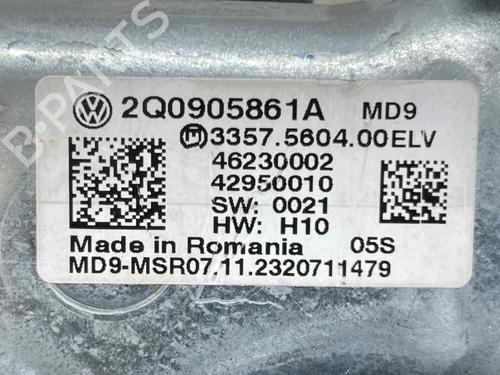 2Q0905861A MD9
3357.5604.00ELV
46230002
42950010
SW: 0021
HW: H10
Made in Romania 05S
MD9-MSR07.11.2320711479
B-PARTS